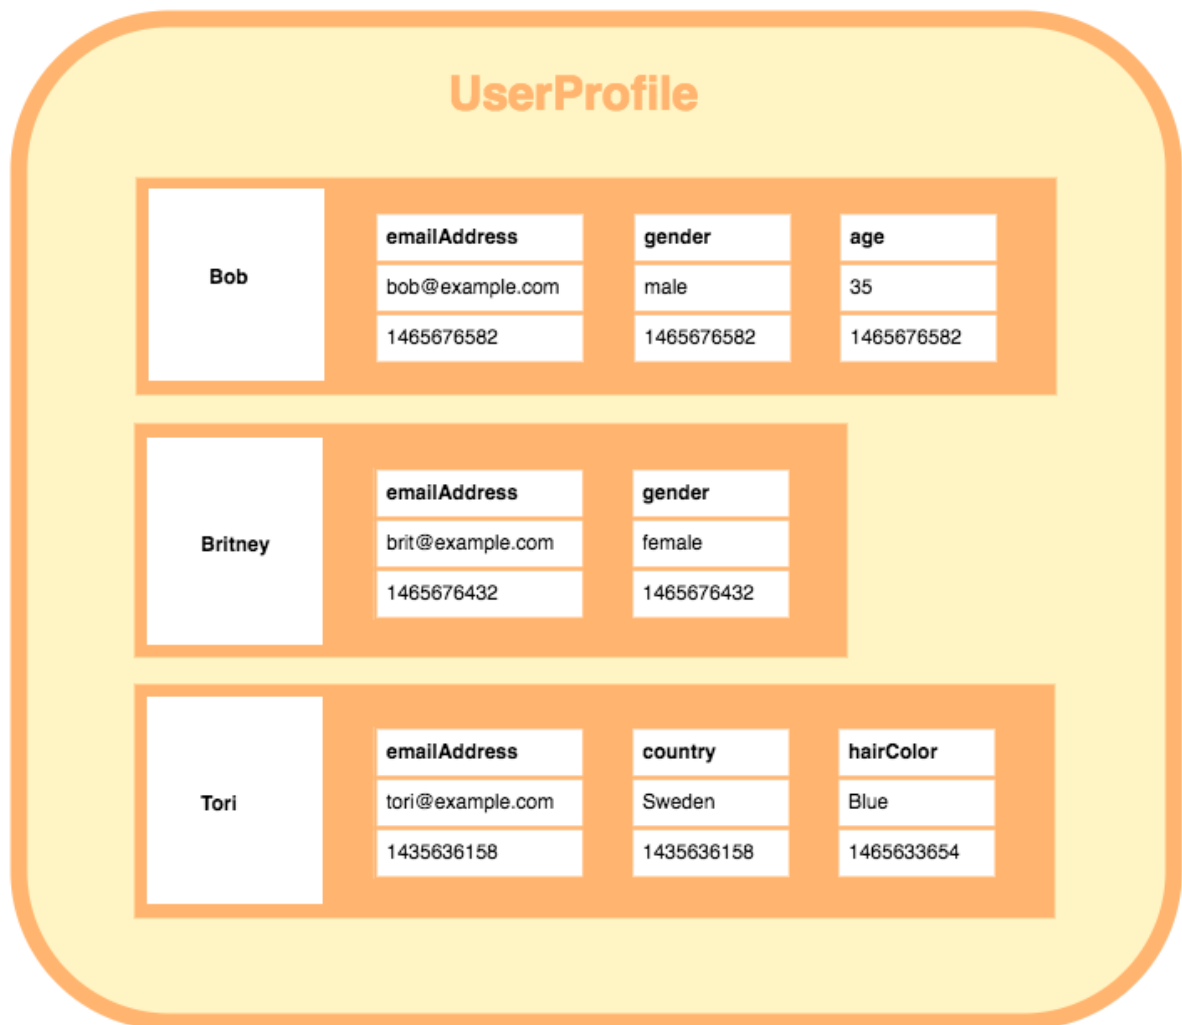 UserProfile
Bob
emailAddress gender age
bob@example.com male 35
1465676582 1465676582 1465676582
Britney
emailAddress gender
brit@example.com female
1465676432 1465676432
Tori
emailAddress country hairColor
tori@example.com Sweden Blue
1435636158 1435636158 1465633654